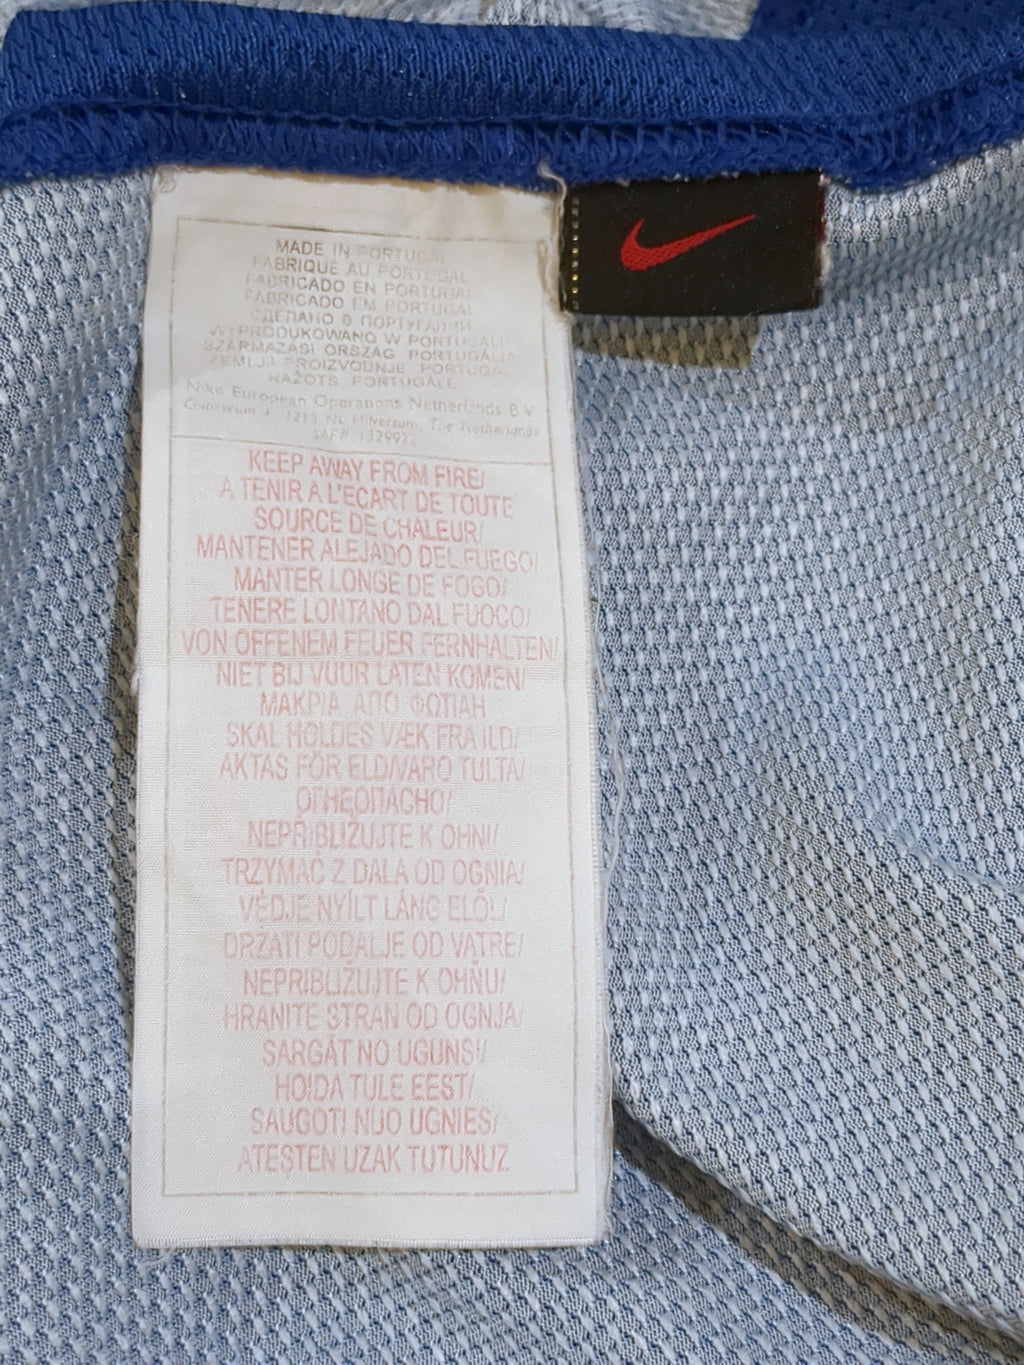 MADE IN PORTUGAL
FABRIQUE AU PORTUGAL
FABRICADO EN PORTUGAL
FABRICADO EM PORTUGAL
СДЕЛАНО В ПОРТУГАЛИИ
WYPRODUKOWANO W PORTUGALII
SZÁRMAZASI ORSZÁG PORTUGÁLIA
ZEMLJA PROIZVODNJE PORTUGAL
RAŽOTS PORTUGĀLĒ
Nike European Operations Netherlands B.V.
Colosseum 1, 1213 NL Hilversum, The Netherlands
SAF# 1329922
KEEP AWAY FROM FIRE/
A TENIR A L'ECART DE TOUTE
SOURCE DE CHALEUR/
MANTENER ALEJADO DEL FUEGO/
MANTER LONGE DE FOGO/
TENERE LONTANO DAL FUOCO/
VON OFFENEM FEUER FERNHALTEN/
NIET BIJ VUUR LATEN KOMEN/
ΜΑΚΡΙΑ ΑΠΟ ΦΩΤΙΑΗ
SKAL HOLDES VÆK FRA ILD/
AKTAS FÖR ELD/VARO TULTA/
ОГНЕОПАСНО/
NEPŘIBLIŽUJTE K OHNI/
TRZYMAĆ Z DALA OD OGNIA/
VÉDJE NYÍLT LÁNG ELŐL/
DRŽATI PODALJE OD VATRE/
NEPRIBLIŽUJTE K OHŇU/
HRANITE STRAN OD OGNJA/
SARGĀT NO UGUNS/
HOIDA TULE EEST/
SAUGOTI NUO UGNIES/
ATEŞTEN UZAK TUTUNUZ